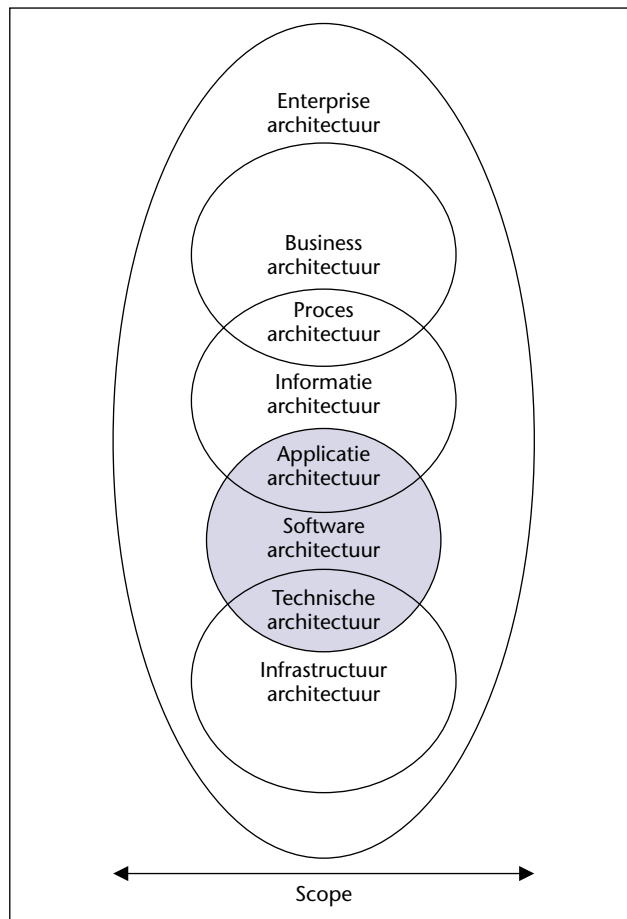 Enterprise
architectuur
Business
architectuur
Proces
architectuur
Informatie
architectuur
Applicatie
architectuur
Software
architectuur
Technische
architectuur
Infrastructuur
architectuur
Scope